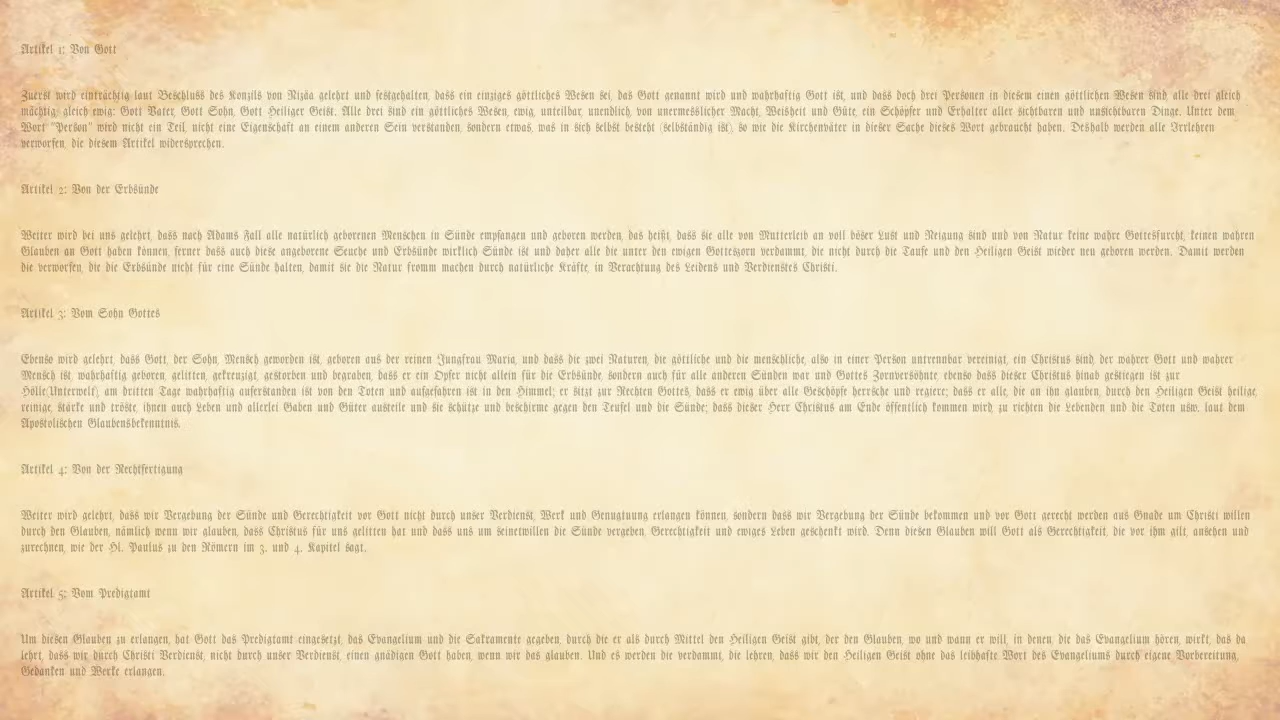 Artikel 1: Von Gott
Zuerst wird einträchtig laut Beschluss des Konzils von Nizäa gelehrt und festgehalten, dass ein einziges göttliches Wesen sei, das Gott genannt wird und wahrhaftig Gott ist, und dass doch drei Personen in diesem einen göttlichen Wesen sind, alle drei gleich
mächtig, gleich ewig: Gott Vater, Gott Sohn, Gott Heiliger Geist. Alle drei sind ein göttliches Wesen, ewig, unteilbar, unendlich, von unermesslicher Macht, Weisheit und Güte, ein Schöpfer und Erhalter aller sichtbaren und unsichtbaren Dinge. Unter dem
Wort "Person" wird nicht ein Teil, nicht eine Eigenschaft an einem anderen Sein verstanden, sondern etwas, was in sich selbst besteht (selbständig ist), so wie die Kirchenväter in dieser Sache dieses Wort gebraucht haben. Deshalb werden alle Irrlehren
verworfen, die diesem Artikel widersprechen.
Artikel 2: Von der Erbsünde
Weiter wird bei uns gelehrt, dass nach Adams Fall alle natürlich geborenen Menschen in Sünde empfangen und geboren werden, das heißt, dass sie alle von Mutterleib an voll böser Lust und Neigung sind und von Natur keine wahre Gottesfurcht, keinen wahren
Glauben an Gott haben können, ferner dass auch diese angeborene Seuche und Erbsünde wirklich Sünde ist und daher alle die unter den ewigen Gotteszorn verdammt, die nicht durch die Taufe und den Heiligen Geist wieder neu geboren werden. Damit werden
die verworfen, die die Erbsünde nicht für eine Sünde halten, damit sie die Natur fromm machen durch natürliche Kräfte, in Verachtung des Leidens und Verdienstes Christi.
Artikel 3: Vom Sohn Gottes
Ebenso wird gelehrt, dass Gott, der Sohn, Mensch geworden ist, geboren aus der reinen Jungfrau Maria, und dass die zwei Naturen, die göttliche und die menschliche, also in einer Person untrennbar vereinigt, ein Christus sind, der wahrer Gott und wahrer
Mensch ist, wahrhaftig geboren, gelitten, gekreuzigt, gestorben und begraben, dass er ein Opfer nicht allein für die Erbsünde, sondern auch für alle anderen Sünden war und Gottes Zornversöhnte, ebenso dass dieser Christus hinab gestiegen ist zur
Hölle(Unterwelt), am dritten Tage wahrhaftig auferstanden ist von den Toten und aufgefahren ist in den Himmel; er sitzt zur Rechten Gottes, dass er ewig über alle Geschöpfe herrsche und regiere; dass er alle, die an ihn glauben, durch den Heiligen Geist heilige,
reinige, stärke und tröste, ihnen auch Leben und allerlei Gaben und Güter austeile und sie schütze und beschirme gegen den Teufel und die Sünde; dass dieser Herr Christus am Ende öffentlich kommen wird, zu richten die Lebenden und die Toten usw. laut dem
Apostolischen Glaubensbekenntnis.
Artikel 4: Von der Rechtfertigung
Weiter wird gelehrt, dass wir Vergebung der Sünde und Gerechtigkeit vor Gott nicht durch unser Verdienst, Werk und Genugtuung erlangen können, sondern dass wir Vergebung der Sünde bekommen und vor Gott gerecht werden aus Gnade um Christi willen
durch den Glauben, nämlich wenn wir glauben, dass Christus für uns gelitten hat und dass uns um seinetwillen die Sünde vergeben, Gerechtigkeit und ewiges Leben geschenkt wird. Denn diesen Glauben will Gott als Gerechtigkeit, die vor ihm gilt, ansehen und
zurechnen, wie der Hl. Paulus zu den Römern im 3. und 4. Kapitel sagt.
Artikel 5: Vom Predigtamt
Um diesen Glauben zu erlangen, hat Gott das Predigtamt eingesetzt, das Evangelium und die Sakramente gegeben, durch die er als durch Mittel den Heiligen Geist gibt, der den Glauben, wo und wann er will, in denen, die das Evangelium hören, wirkt, das da
lehrt, dass wir durch Christi Verdienst, nicht durch unser Verdienst, einen gnädigen Gott haben, wenn wir das glauben. Und es werden die verdammt, die lehren, dass wir den Heiligen Geist ohne das leibhafte Wort des Evangeliums durch eigene Vorbereitung,
Gedanken und Werke erlangen.